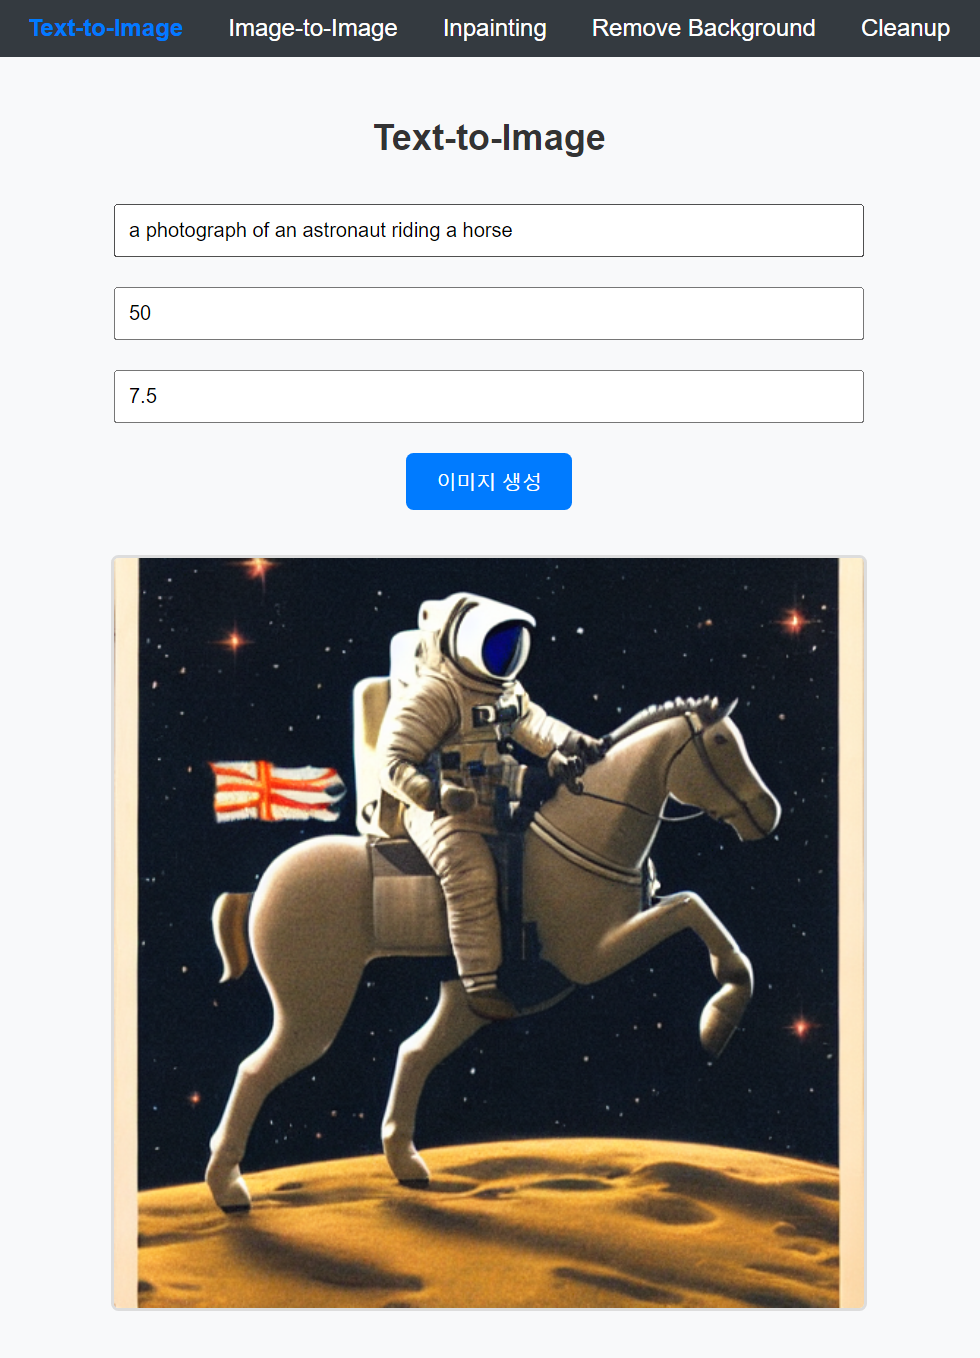 Text-to-Image Image-to-Image Inpainting Remove Background Cleanup
Text-to-Image
a photograph of an astronaut riding a horse
50
7.5
이미지 생성